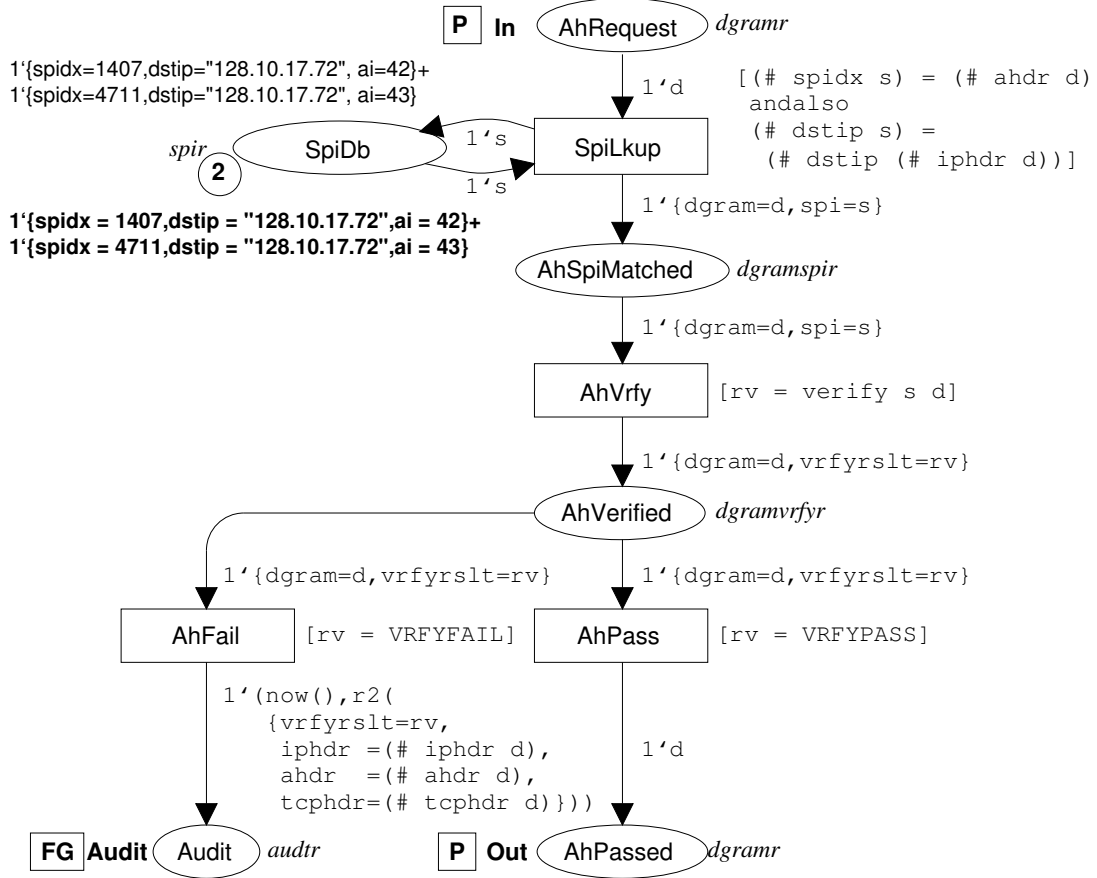 P In AhRequest dgramr
1‘{spidx=1407,dstip="128.10.17.72", ai=42}+
1‘{spidx=4711,dstip="128.10.17.72", ai=43}
1‘d
[(# spidx s) = (# ahdr d)
andalso
(# dstip s) =
(# dstip (# iphdr d))]
spir 2 SpiDb
1‘s
1‘s
SpiLkup
1‘{spidx = 1407,dstip = "128.10.17.72",ai = 42}+
1‘{spidx = 4711,dstip = "128.10.17.72",ai = 43}
1‘{dgram=d,spi=s}
AhSpiMatched dgramspir
1‘{dgram=d,spi=s}
AhVrfy [rv = verify s d]
1‘{dgram=d,vrfyrslt=rv}
AhVerified dgramvrfyr
1‘{dgram=d,vrfyrslt=rv} 1‘{dgram=d,vrfyrslt=rv}
AhFail [rv = VRFYFAIL] AhPass [rv = VRFYPASS]
1‘(now(),r2(
{vrfyrslt=rv,
iphdr =(# iphdr d),
ahdr =(# ahdr d),
tcphdr=(# tcphdr d)}))
1‘d
FG Audit Audit audtr P Out AhPassed dgramr